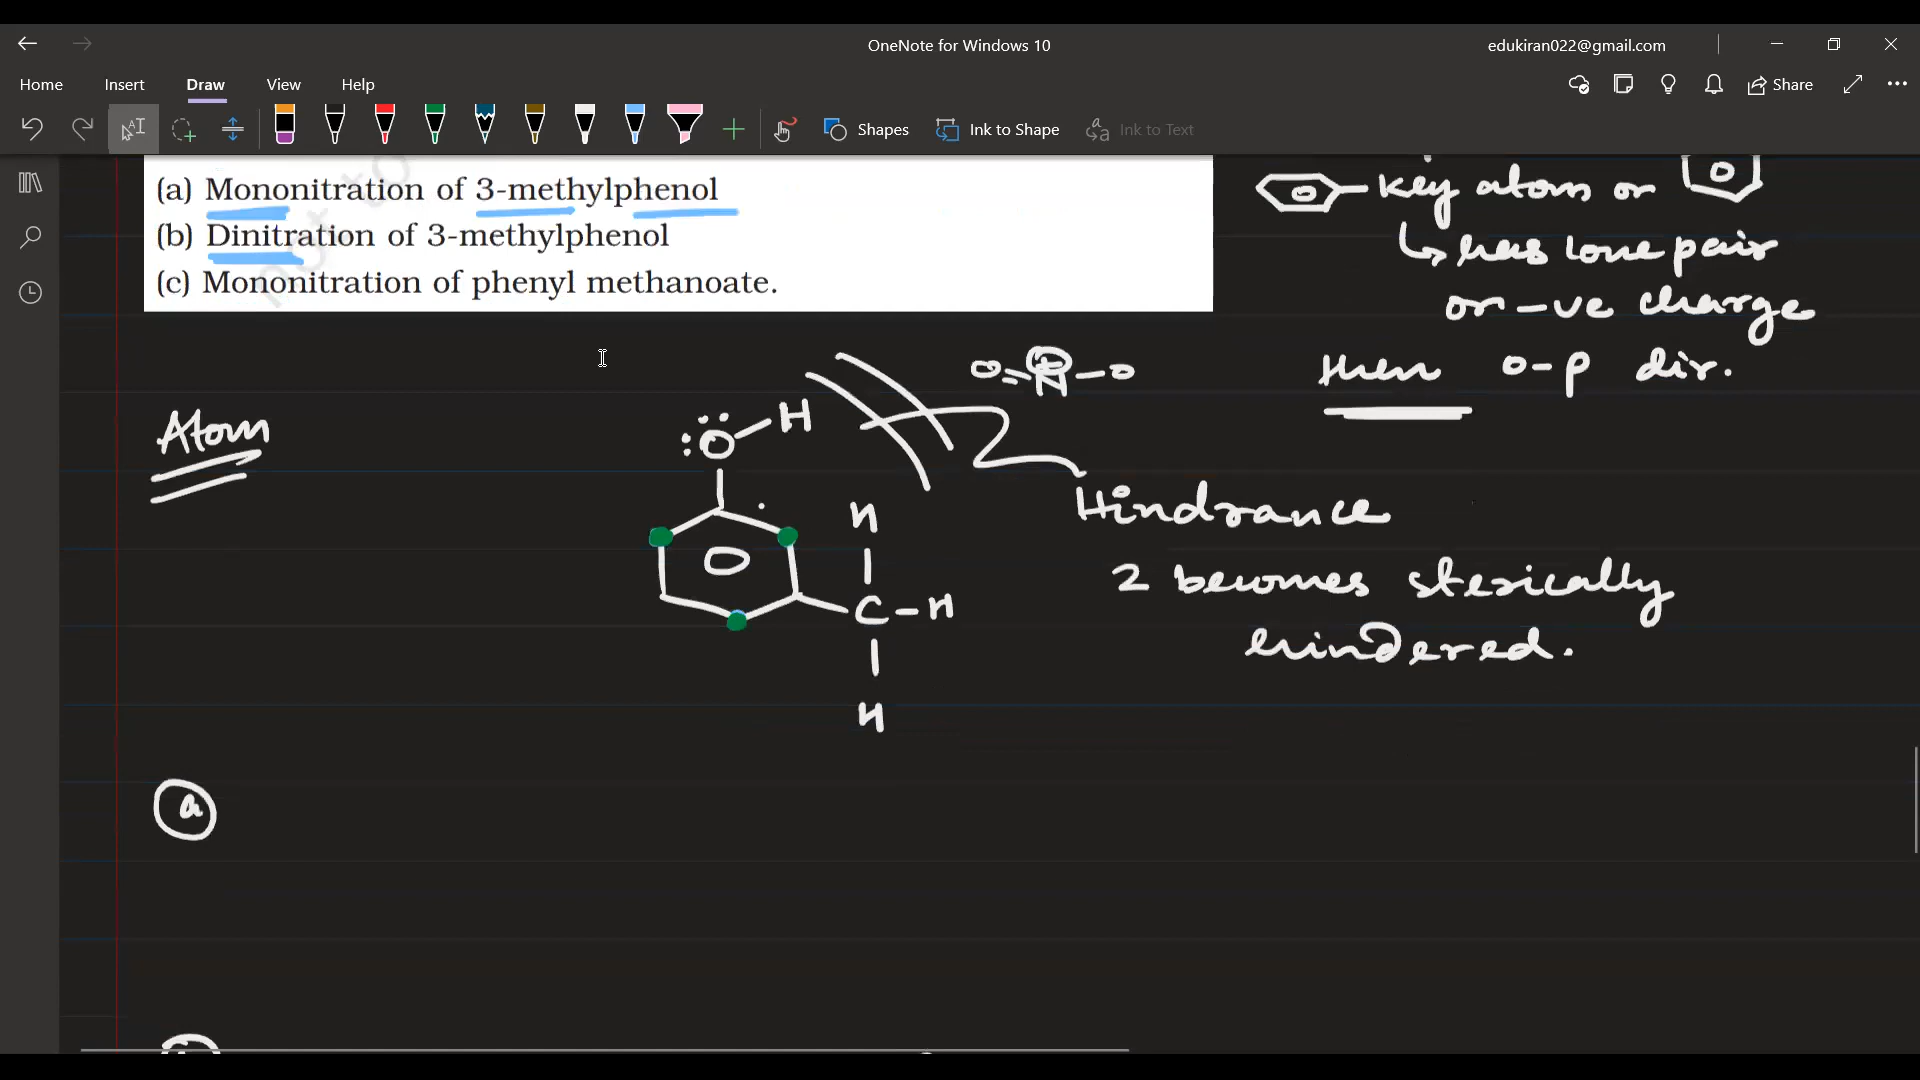 OneNote for Windows 10
edukiran022@gmail.com
Home Insert Draw View Help
Share
Shapes
Ink to Shape
Ink to Text
(a) Mononitration of 3-methylphenol
(b) Dinitration of 3-methylphenol
(c) Mononitration of phenyl methanoate.
not to
key atom or
↳ has lone pair
or -ve charge
then o-p dir.
O=N-O
Atom
:O-H
H
C-H
H
Hindrance
2 becomes sterically
hindered.
a